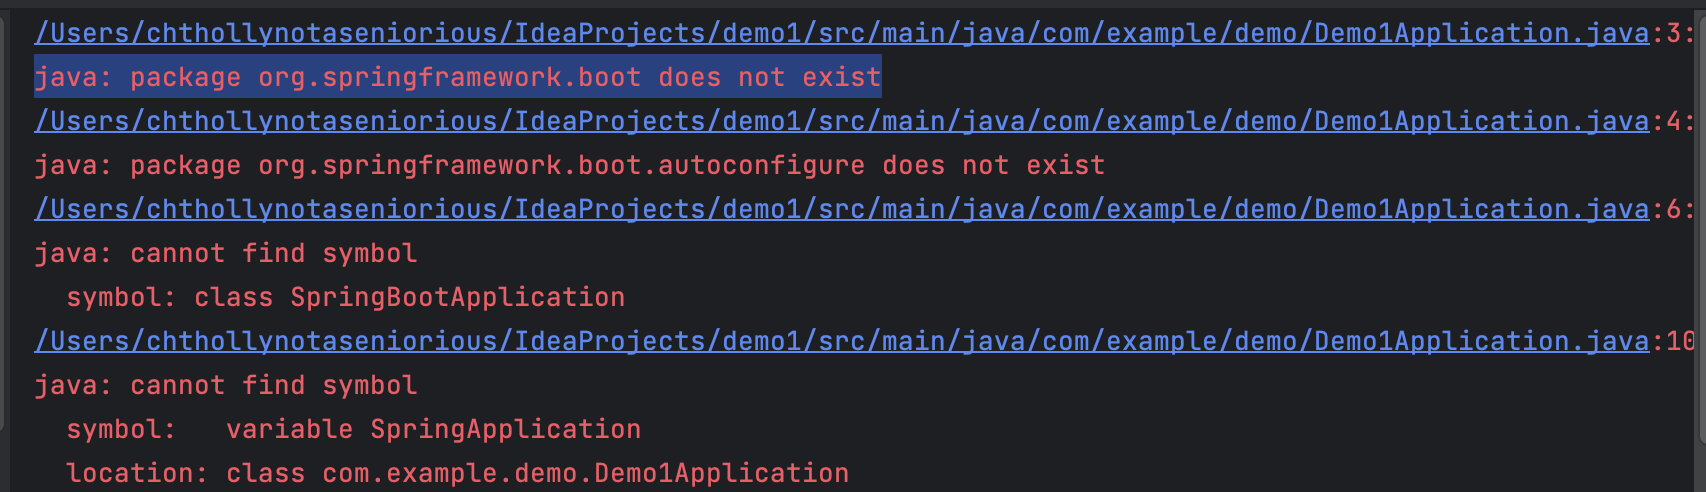 /Users/chthollynotaseniorious/IdeaProjects/demo1/src/main/java/com/example/demo/Demo1Application.java:3:
java: package org.springframework.boot does not exist
/Users/chthollynotaseniorious/IdeaProjects/demo1/src/main/java/com/example/demo/Demo1Application.java:4:
java: package org.springframework.boot.autoconfigure does not exist
/Users/chthollynotaseniorious/IdeaProjects/demo1/src/main/java/com/example/demo/Demo1Application.java:6:
java: cannot find symbol
  symbol: class SpringBootApplication
/Users/chthollynotaseniorious/IdeaProjects/demo1/src/main/java/com/example/demo/Demo1Application.java:10
java: cannot find symbol
  symbol:   variable SpringApplication
  location: class com.example.demo.Demo1Application